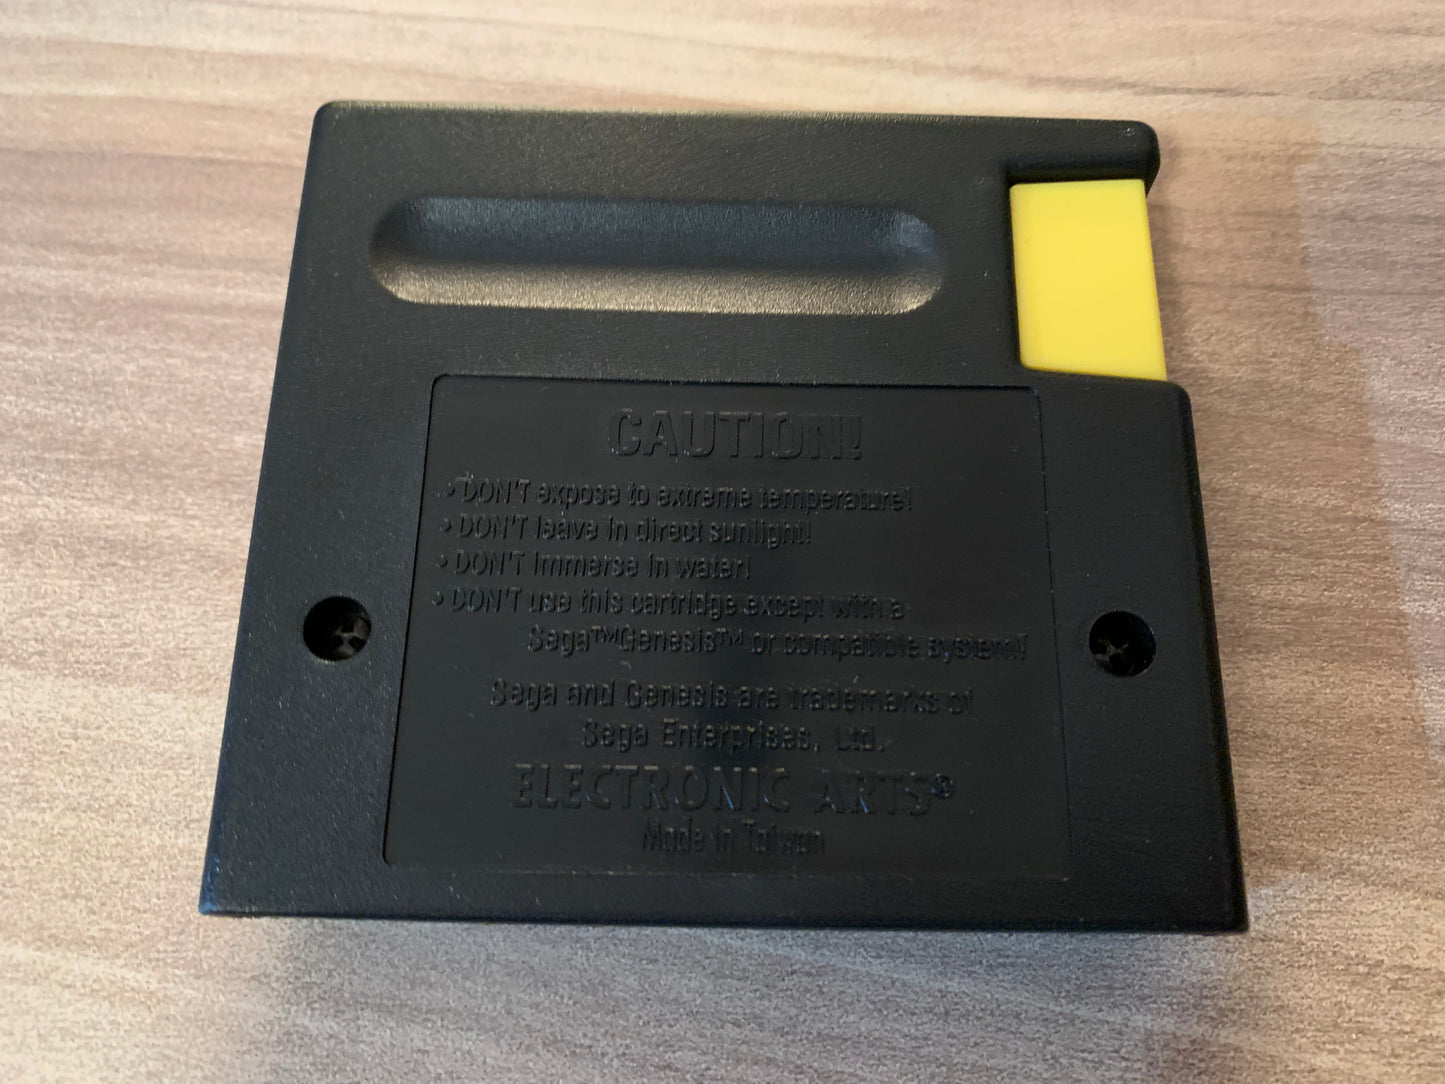 CAUTION!
• DON'T expose to extreme temperature!
• DON'T leave in direct sunlight!
• DON'T immerse in water!
• DON'T use this cartridge except with a
Sega™Genesis™ or compatible system!
Sega and Genesis are trademarks of
Sega Enterprises, Ltd.
ELECTRONIC ARTS®
Made in Taiwan